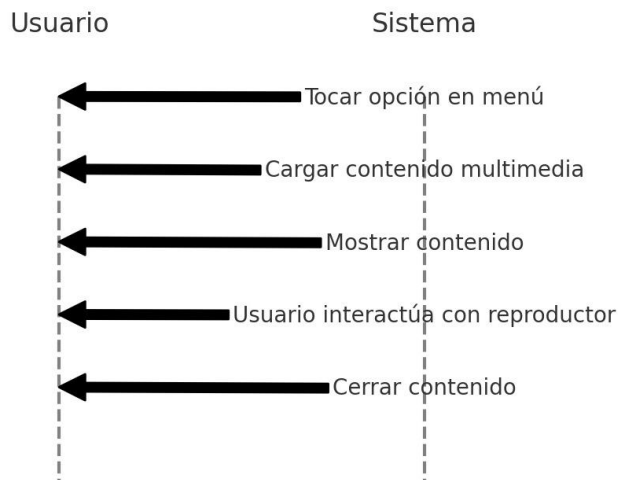 Usuario Sistema
Tocar opción en menú
Cargar contenido multimedia
Mostrar contenido
Usuario interactúa con reproductor
Cerrar contenido